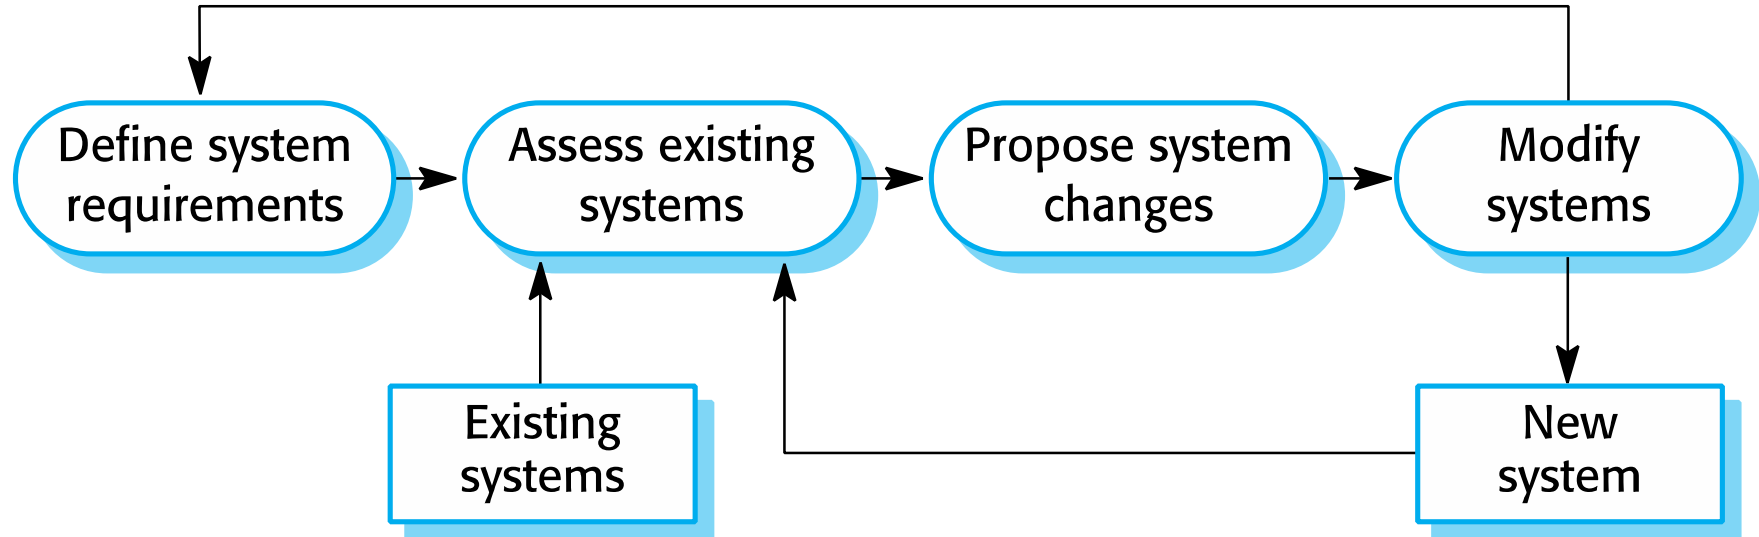 Define system
requirements
Assess existing
systems
Propose system
changes
Modify
systems
Existing
systems
New
system